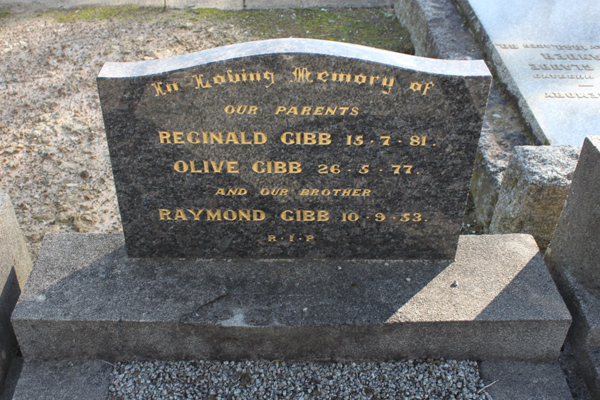 In Loving Memory of
OUR PARENTS
REGINALD GIBB 15·7·81.
OLIVE GIBB 26·5·77.
AND OUR BROTHER
RAYMOND GIBB 10·9·53.
R·I·P